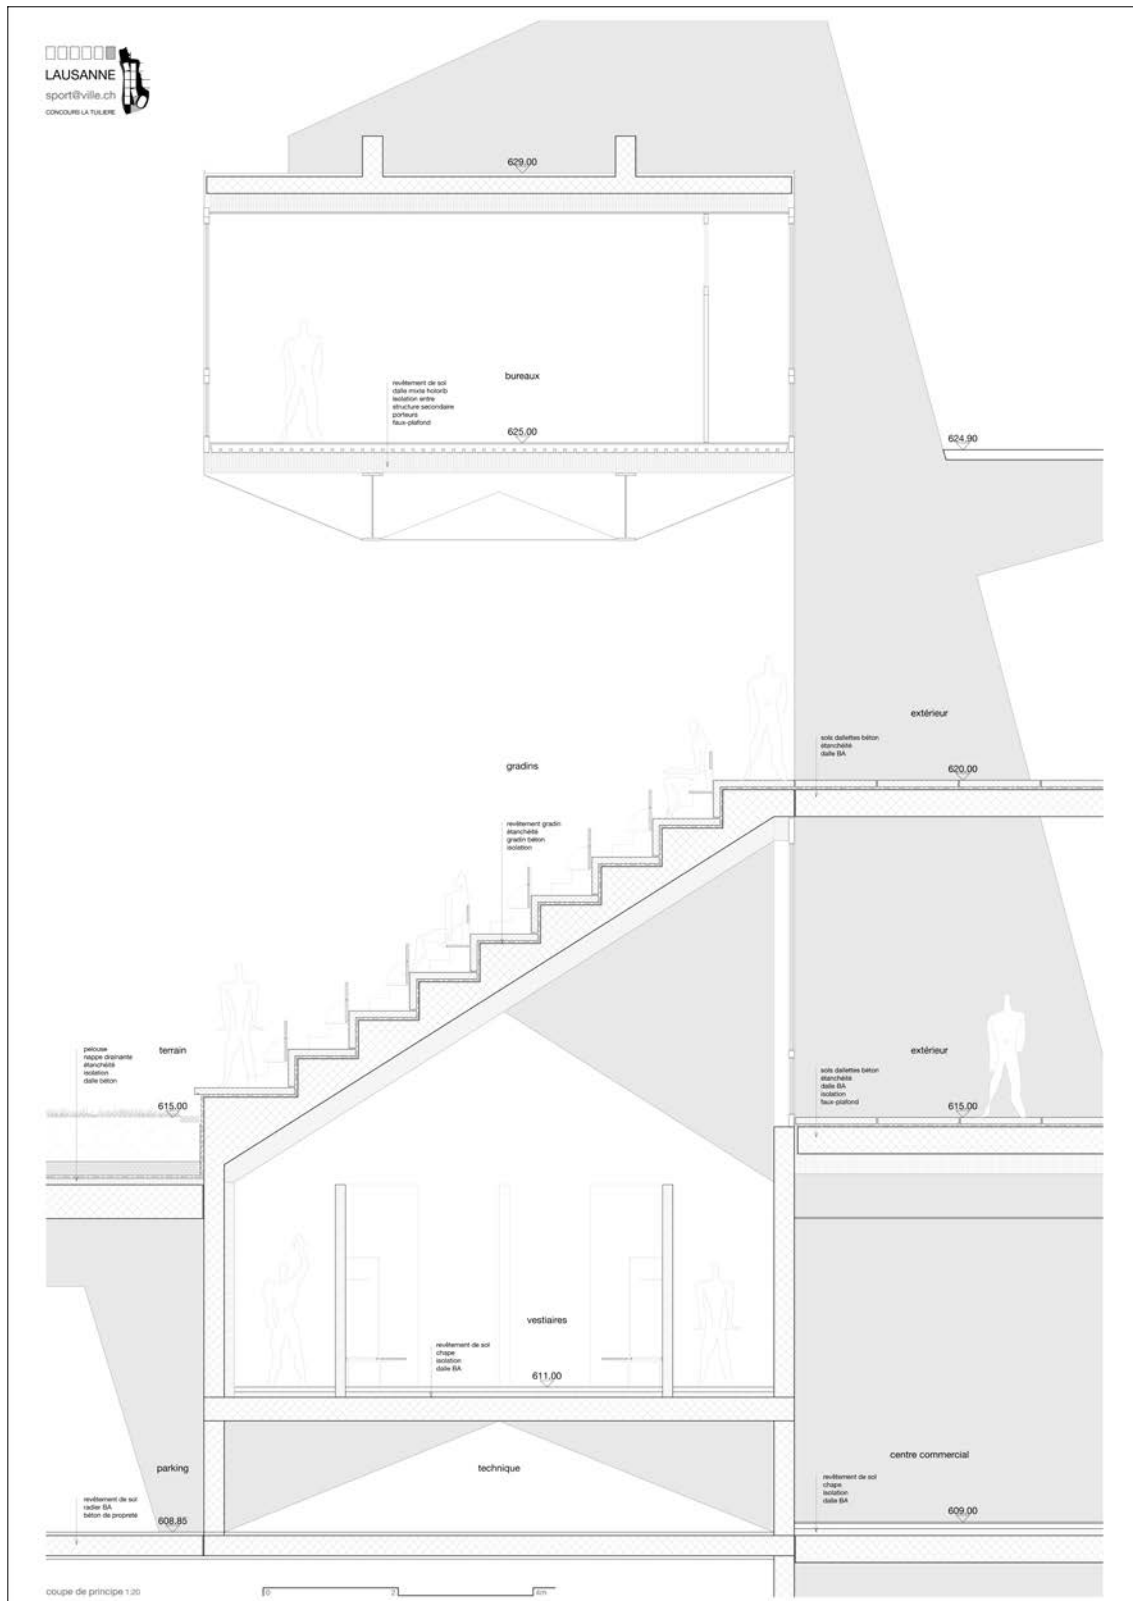 LAUSANNE
sport@ville.ch
CONCOURS LA TUILIERE
629.00
bureaux
revêtement de sol
dalle mixte holorib
isolation entre
structure secondaire
porteurs
faux-plafond
625.00
624.90
extérieur
sols dallettes béton
étanchéité
dalle BA
620.00
gradins
revêtement gradin
étanchéité
gradin béton
isolation
pelouse
nappe drainante
étanchéité
isolation
dalle béton
terrain
615.00
extérieur
sols dallettes béton
étanchéité
dalle BA
isolation
faux-plafond
615.00
vestiaires
revêtement de sol
chape
isolation
dalle BA
611.00
parking
revêtement de sol
radier BA
béton de propreté
608.85
technique
centre commercial
revêtement de sol
chape
isolation
dalle BA
609.00
coupe de principe 1:20
0
2
4m